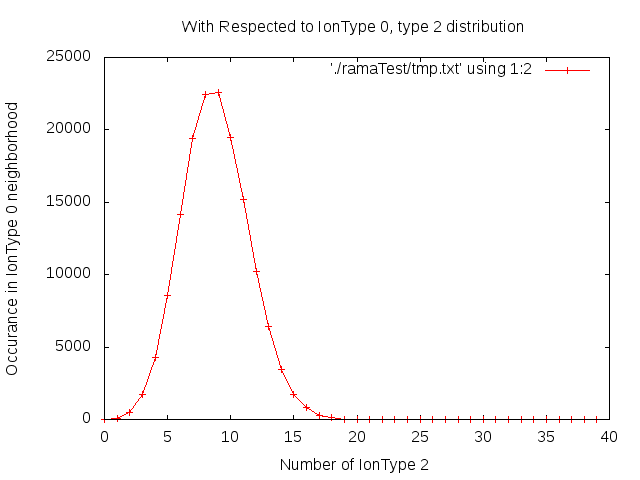 With Respected to IonType 0, type 2 distribution
'./ramaTest/tmp.txt' using 1:2
Occurance in IonType 0 neighborhood
25000
20000
15000
10000
5000
0
0 5 10 15 20 25 30 35 40
Number of IonType 2